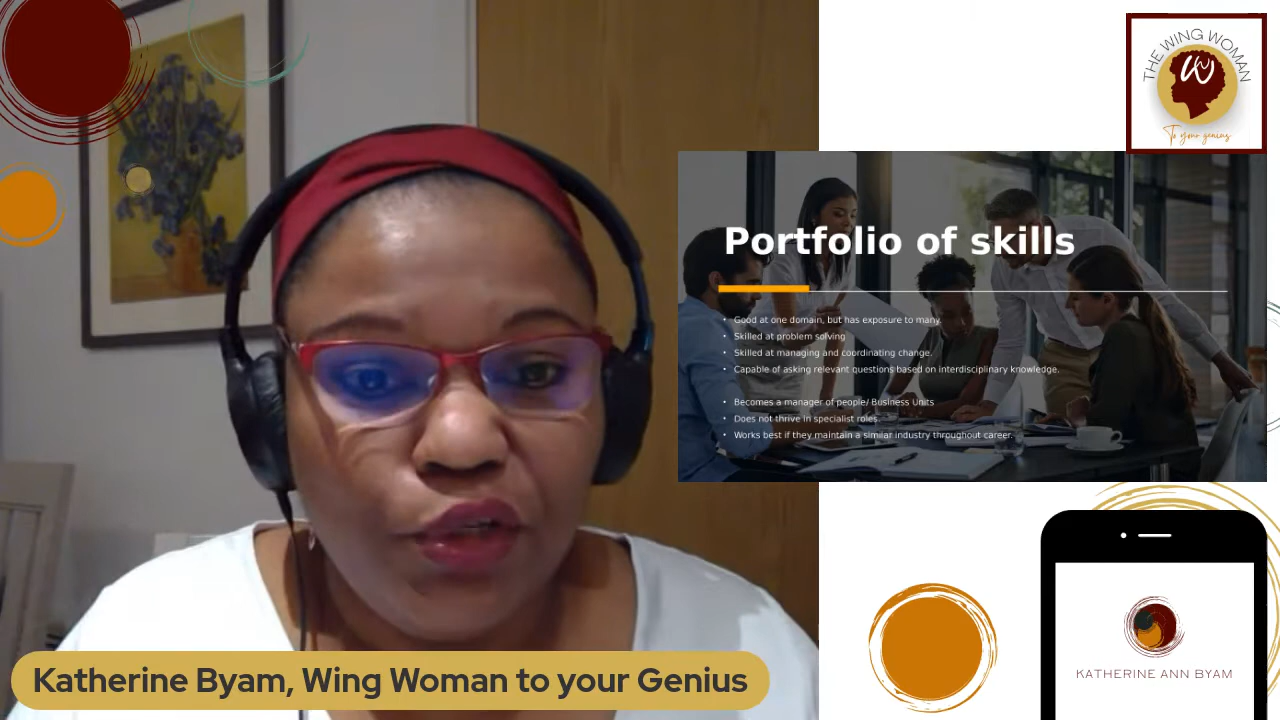 THE WING WOMAN
W
To your genius
Portfolio of skills
• Good at one domain, but has exposure to many.
• Skilled at problem solving
• Skilled at managing and coordinating change.
• Capable of asking relevant questions based on interdisciplinary knowledge.
• Becomes a manager of people/ Business Units
• Does not thrive in specialist roles.
• Works best if they maintain a similar industry throughout career.
KATHERINE ANN BYAM
Katherine Byam, Wing Woman to your Genius